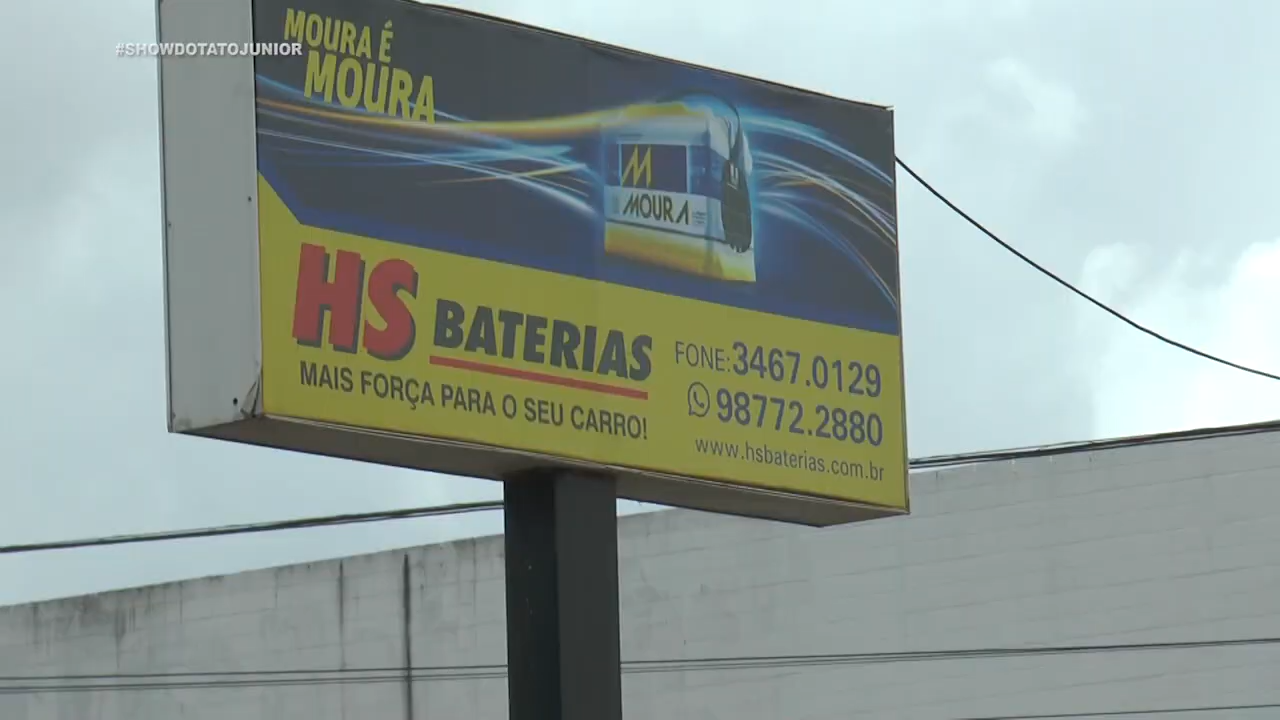 #SHOWDOTATOJUNIOR
MOURA É
MOURA
M
MOURA
HS BATERIAS
MAIS FORÇA PARA O SEU CARRO!
FONE: 3467.0129
98772.2880
www.hsbaterias.com.br